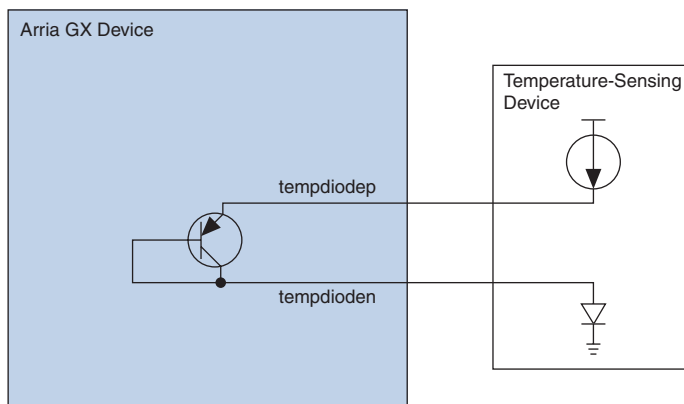 Arria GX Device
Temperature-Sensing
Device
tempdiodep
tempdioden